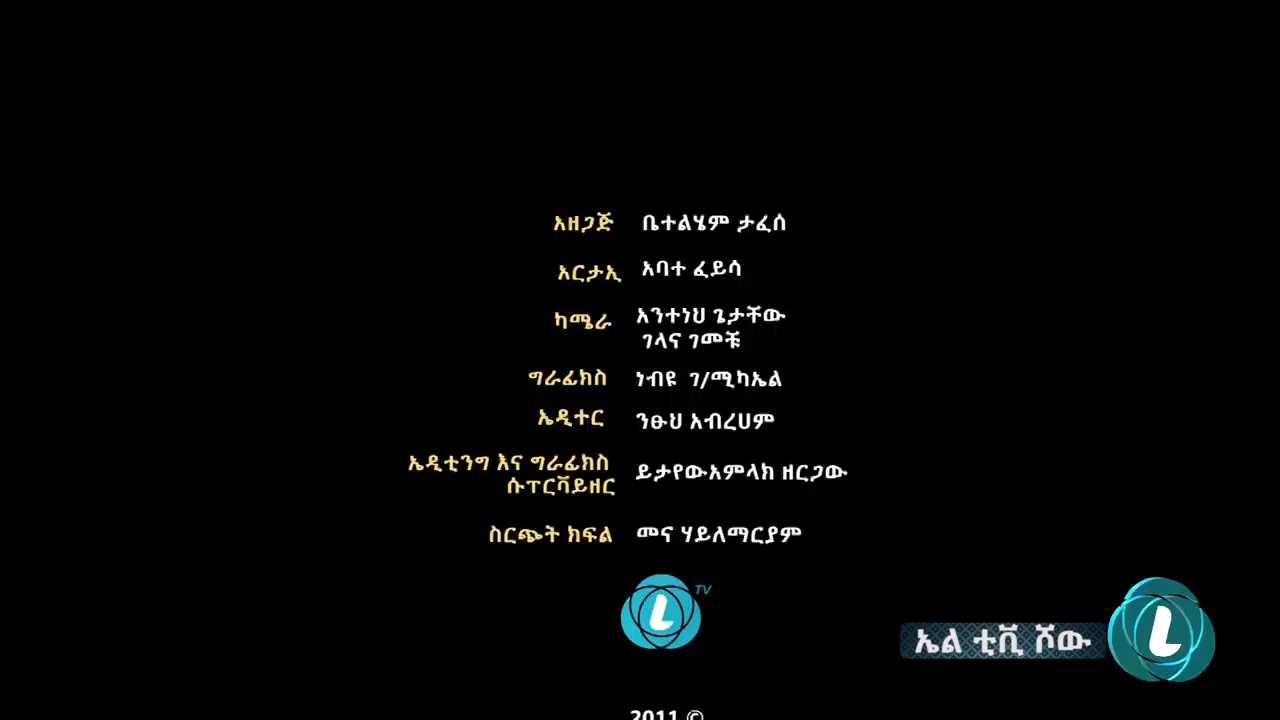 አዘጋጅ ቤተልሄም ታፈሰ
አርታኢ አባተ ፈይሳ
ካሜራ አንተነህ ጌታቸው
ገላና ገመቹ
ግራፊክስ ነብዩ ገ/ሚካኤል
ኤዲተር ንፁህ አብረሀም
ኤዲቲንግ እና ግራፊክስ
ሱፐርቫይዘር ይታየውአምላክ ዘርጋው
ስርጭት ክፍል መና ሃይለማርያም
L TV
ኤል ቲቪ ሾው L
2011 ©